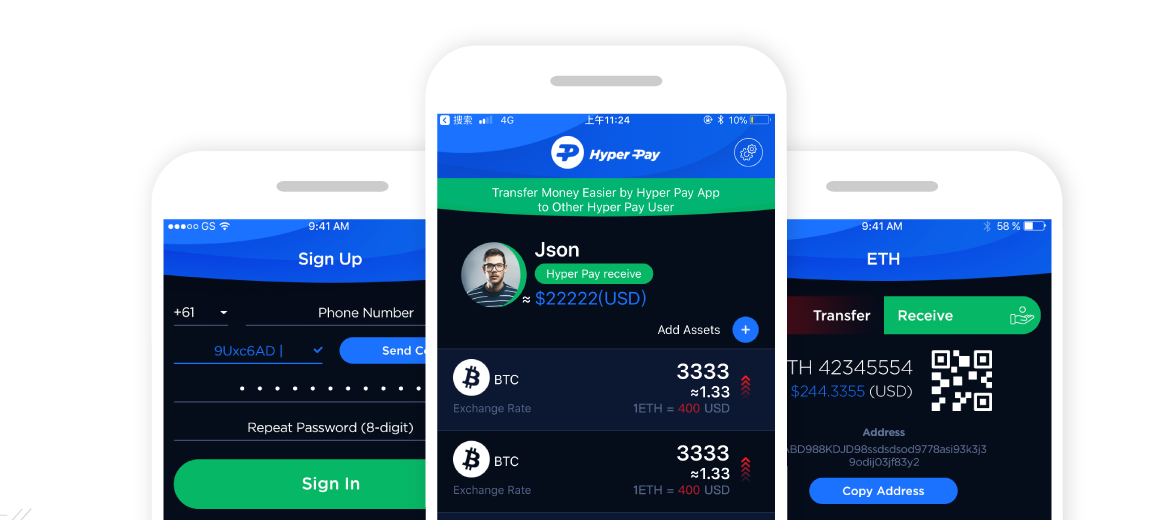 搜索 4G 上午11:24 10%
Hyper Pay
Transfer Money Easier by Hyper Pay App
to Other Hyper Pay User
Json
Hyper Pay receive
≈ $22222(USD)
Add Assets +
BTC 3333
≈1.33
Exchange Rate 1ETH = 400 USD
BTC 3333
≈1.33
Exchange Rate 1ETH = 400 USD
GS 9:41 AM
Sign Up
+61 Phone Number
9Uxc6AD | Send
Repeat Password (8-digit)
Sign In
9:41 AM 58 %
ETH
Transfer Receive
42345554
$244.3355 (USD)
Address
BD988KDJD98ssdsdsod9778asi93k3j3
9odij03jf83y2
Copy Address